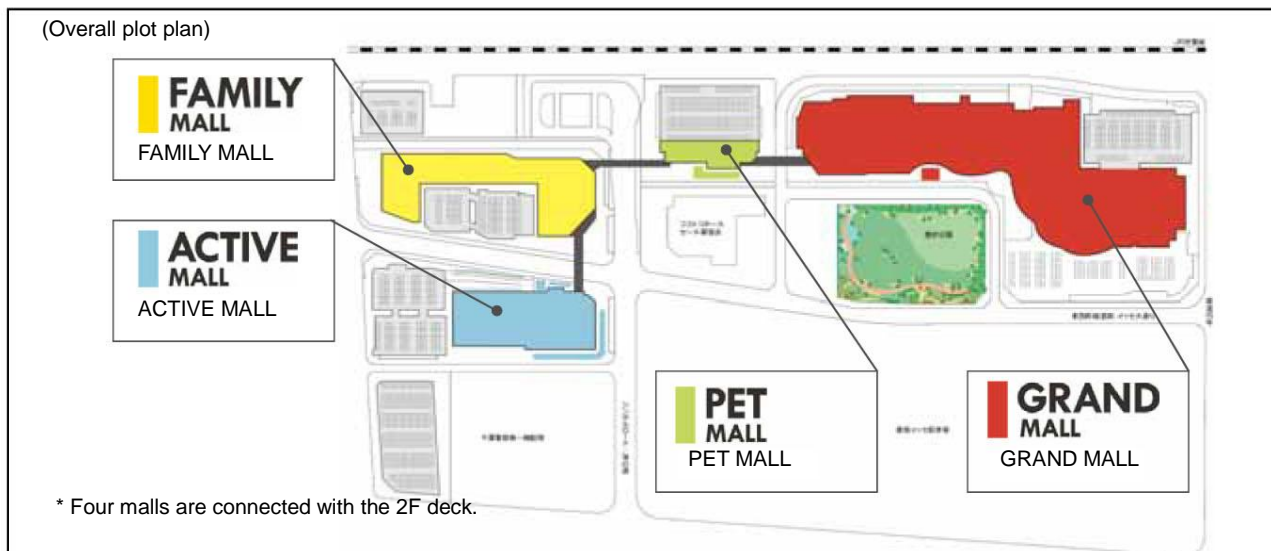 (Overall plot plan)
FAMILY
MALL
FAMILY MALL
ACTIVE
MALL
ACTIVE MALL
PET
MALL
PET MALL
GRAND
MALL
GRAND MALL
* Four malls are connected with the 2F deck.